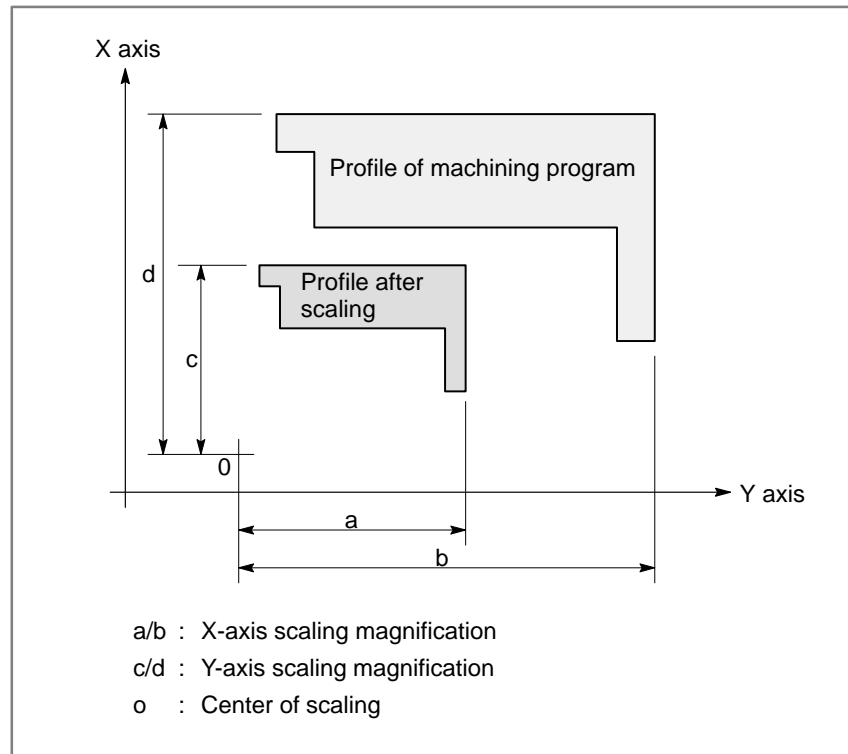 X axis
Profile of machining program
d
Profile after
scaling
c
0
Y axis
a
b
a/b : X-axis scaling magnification
c/d : Y-axis scaling magnification
o : Center of scaling